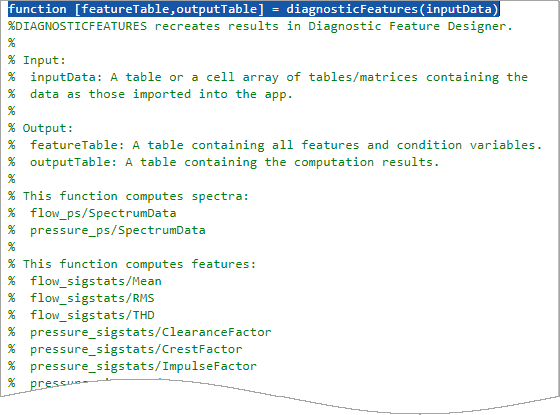 function [featureTable,outputTable] = diagnosticFeatures(inputData)
%DIAGNOSTICFEATURES recreates results in Diagnostic Feature Designer.
%
% Input:
%  inputData: A table or a cell array of tables/matrices containing the
%  data as those imported into the app.
%
% Output:
%  featureTable: A table containing all features and condition variables.
%  outputTable: A table containing the computation results.
%
% This function computes spectra:
%  flow_ps/SpectrumData
%  pressure_ps/SpectrumData
%
% This function computes features:
%  flow_sigstats/Mean
%  flow_sigstats/RMS
%  flow_sigstats/THD
%  pressure_sigstats/ClearanceFactor
%  pressure_sigstats/CrestFactor
%  pressure_sigstats/ImpulseFactor
%